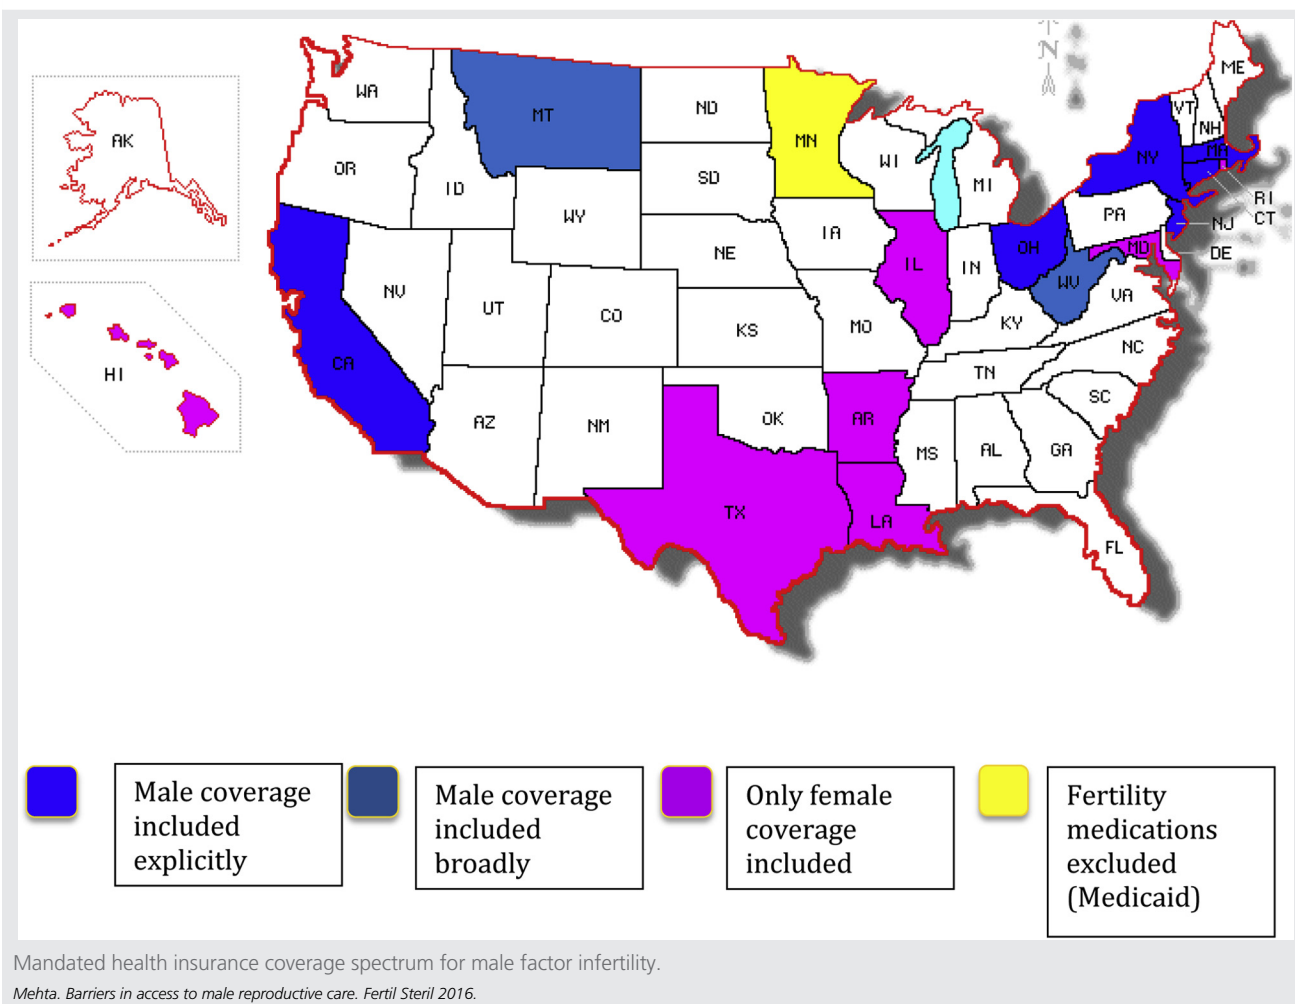 N
ME
WA
VT
MT
ND
AK
NH
MN
OR
NY
MA
WI
ID
SD
MI
RI
WY
PA
CT
NJ
IA
OH
MD
DE
NE
IL
IN
NV
WV
VA
UT
CO
MO
KY
KS
NC
CA
HI
TN
SC
AZ
NM
OK
AR
MS
AL
GA
TX
LA
FL
Male coverage
included
explicitly
Male coverage
included
broadly
Only female
coverage
included
Fertility
medications
excluded
(Medicaid)
Mandated health insurance coverage spectrum for male factor infertility.
Mehta. Barriers in access to male reproductive care. Fertil Steril 2016.